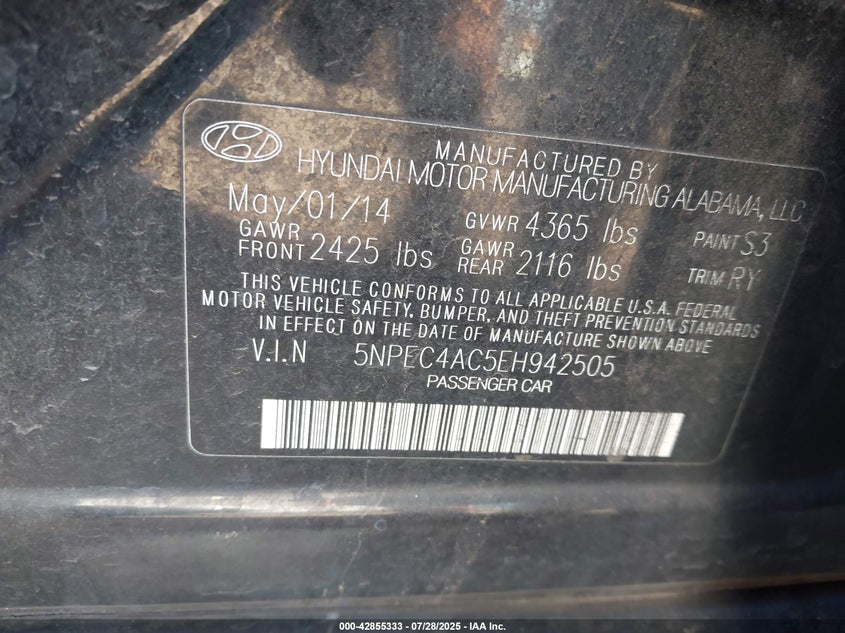 MANUFACTURED BY
HYUNDAI MOTOR MANUFACTURING ALABAMA, LLC
May/01/14 GVWR 4365 lbs PAINT S3
GAWR FRONT 2425 lbs GAWR REAR 2116 lbs TRIM RY
THIS VEHICLE CONFORMS TO ALL APPLICABLE U.S.A. FEDERAL
MOTOR VEHICLE SAFETY, BUMPER, AND THEFT PREVENTION STANDARDS
IN EFFECT ON THE DATE OF MANUFACTURE SHOWN ABOVE
V.I.N 5NPEC4AC5EH942505
PASSENGER CAR
000-42855333 / 07/28/2025 - IAA Inc.